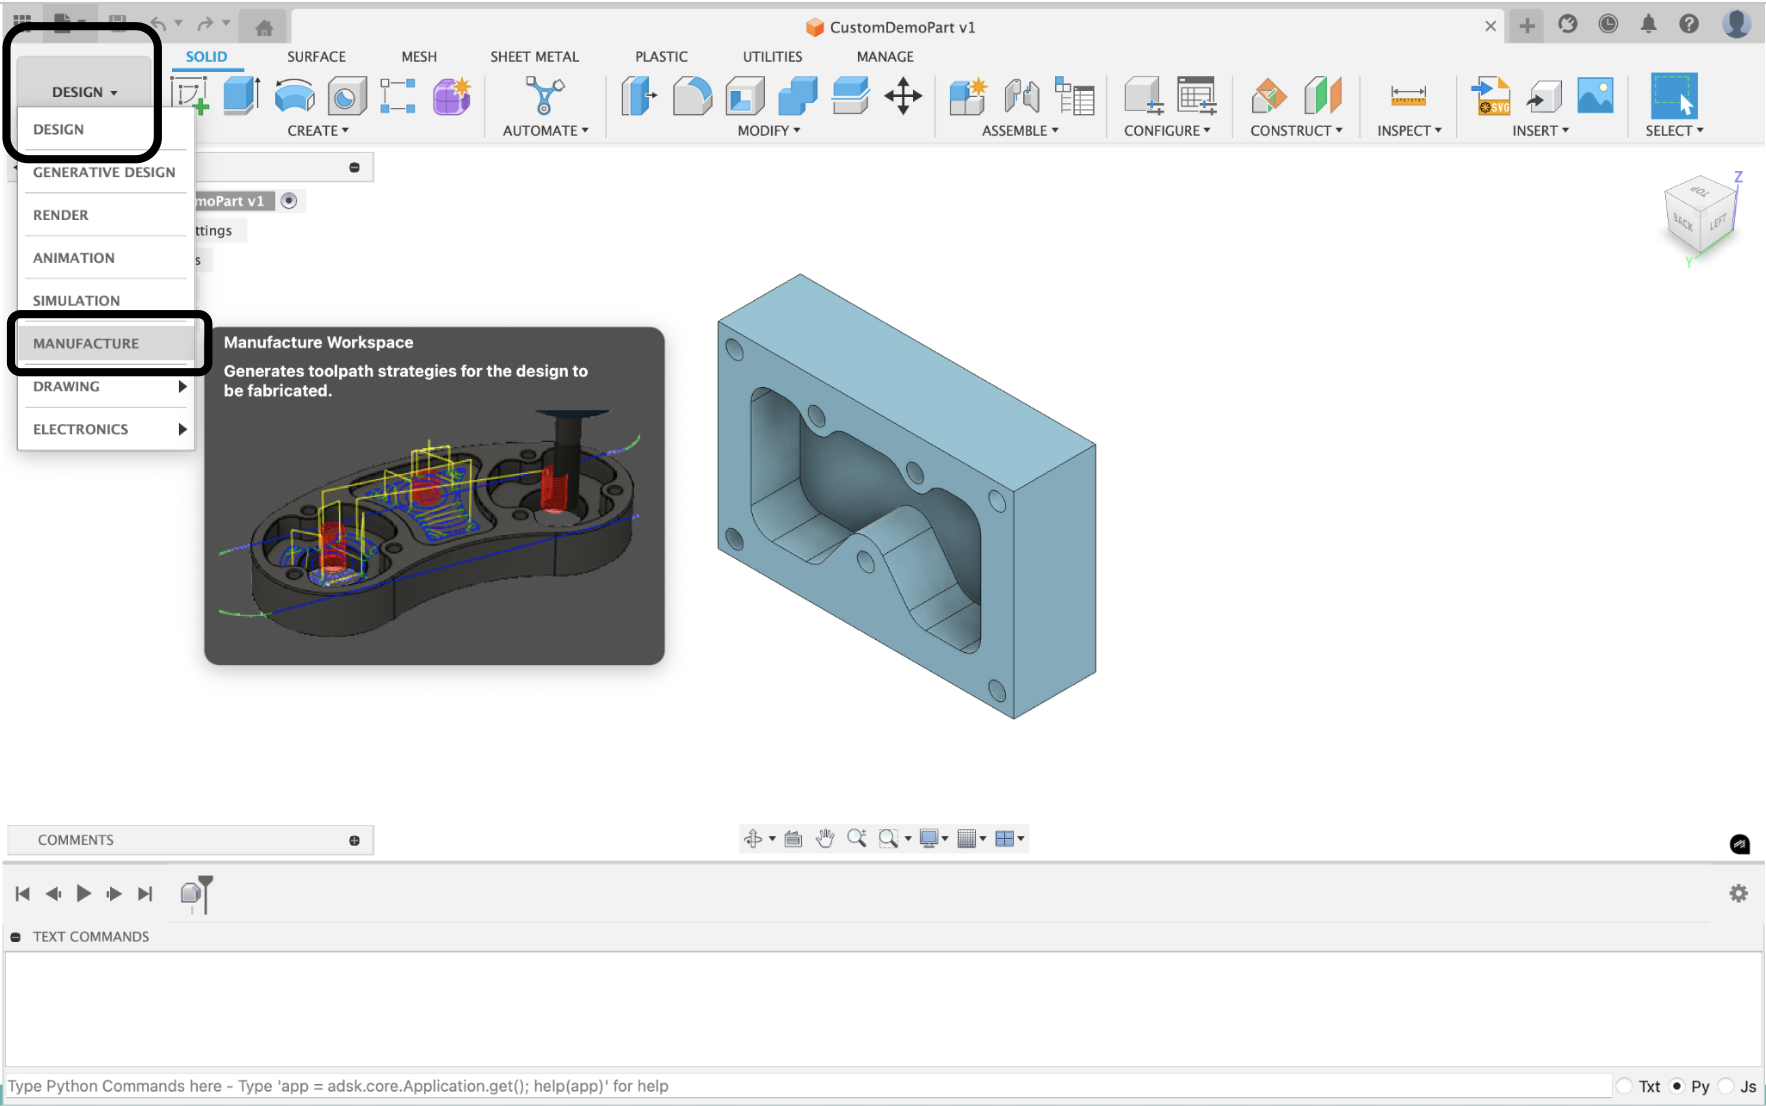 CustomDemoPart v1
SOLID
SURFACE
MESH
SHEET METAL
PLASTIC
UTILITIES
MANAGE
DESIGN
CREATE
AUTOMATE
MODIFY
ASSEMBLE
CONFIGURE
CONSTRUCT
INSPECT
SVG
INSERT
SELECT
DESIGN
GENERATIVE DESIGN
RENDER
ANIMATION
SIMULATION
MANUFACTURE
DRAWING
ELECTRONICS
moPart v1
ttings
s
Manufacture Workspace
Generates toolpath strategies for the design to
be fabricated.
Z
TOP
BACK
LEFT
Y
COMMENTS
TEXT COMMANDS
Type Python Commands here - Type 'app = adsk.core.Application.get(); help(app)' for help
Txt
Py
Js